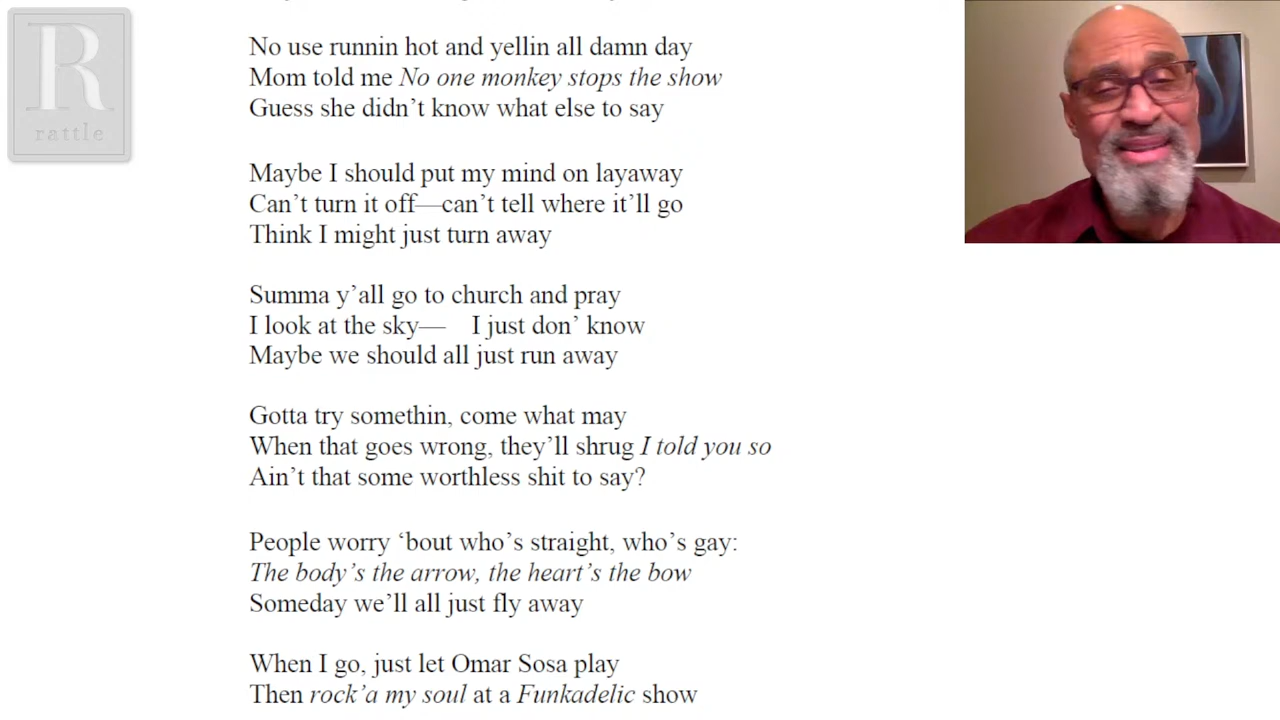 R
rattle
No use runnin hot and yellin all damn day
Mom told me No one monkey stops the show
Guess she didn’t know what else to say
Maybe I should put my mind on layaway
Can’t turn it off—can’t tell where it’ll go
Think I might just turn away
Summa y’all go to church and pray
I look at the sky— I just don’ know
Maybe we should all just run away
Gotta try somethin, come what may
When that goes wrong, they’ll shrug I told you so
Ain’t that some worthless shit to say?
People worry ‘bout who’s straight, who’s gay:
The body’s the arrow, the heart’s the bow
Someday we’ll all just fly away
When I go, just let Omar Sosa play
Then rock’a my soul at a Funkadelic show